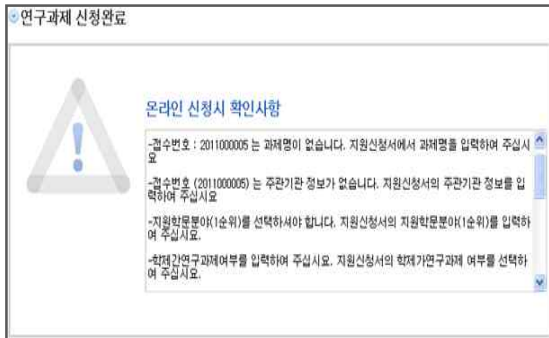 연구과제 신청완료
온라인 신청시 확인사항
-접수번호 : 2011000005 는 과제명이 없습니다. 지원신청서에서 과제명을 입력하여 주십시
요
-접수번호 (2011000005) 는 주관기관 정보가 없습니다. 지원신청서의 주관기관 정보를 입
력하여 주십시요
-지원학문분야(1순위)를 선택하셔야 합니다. 지원신청서의 지원학문분야(1순위)를 입력하
여 주십시요.
-학제간연구과제여부를 입력하여 주십시요. 지원신청서의 학제가연구과제 여부를 선택하
여 주십시요.